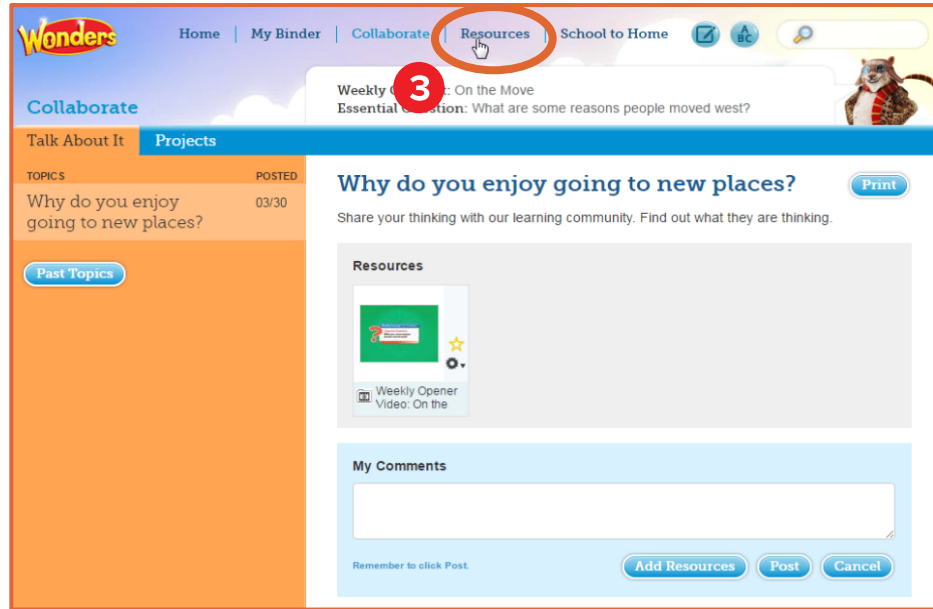 Wonders
Home | My Binder | Collaborate | Resources | School to Home
A
B C
3
Weekly : On the Move
Essential stion: What are some reasons people moved west?
Collaborate
Talk About It Projects
TOPICS POSTED
Why do you enjoy 03/30
going to new places?
Past Topics
Why do you enjoy going to new places?
Print
Share your thinking with our learning community. Find out what they are thinking.
Resources
Weekly Opener
Video: On the
My Comments
Remember to click Post.
Add Resources Post Cancel